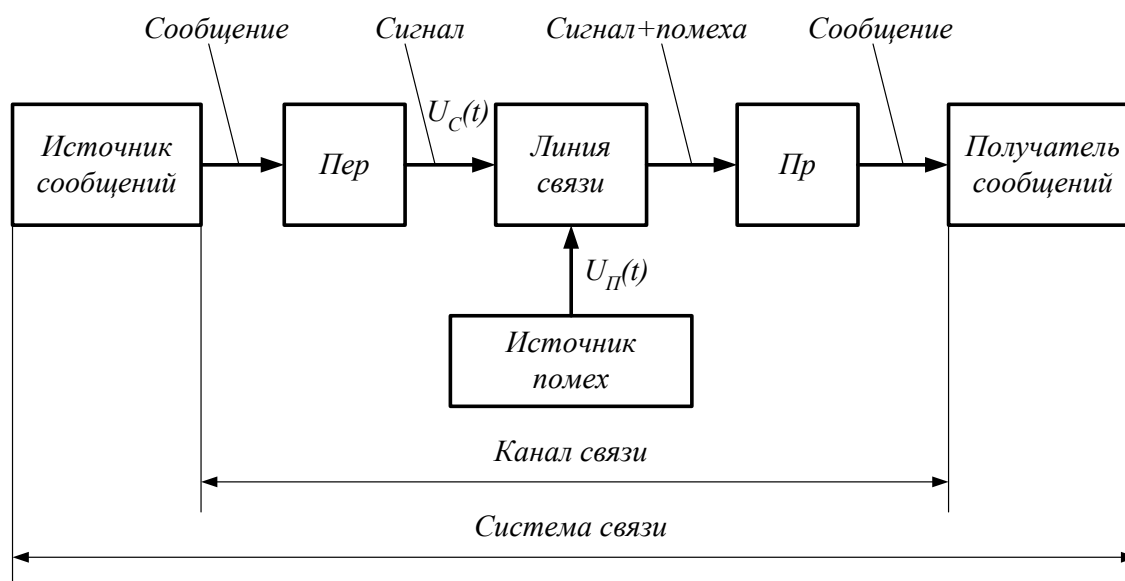 Сообщение
Сигнал
Сигнал+помеха
Сообщение
U_C(t)
Источник
сообщений
Пер
Линия
связи
Пр
Получатель
сообщений
U_П(t)
Источник
помех
Канал связи
Система связи